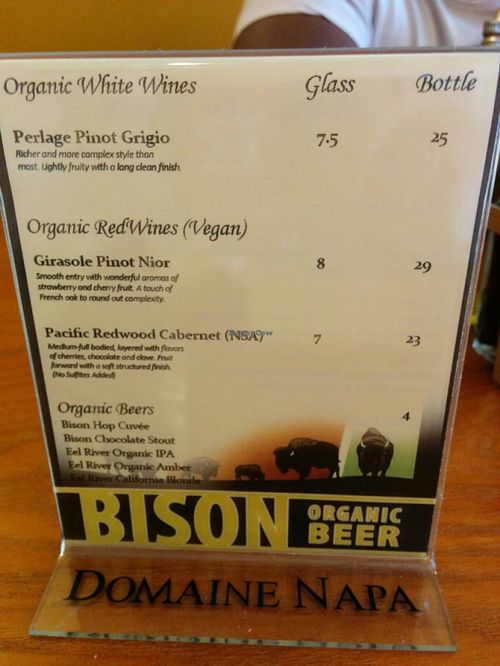 Organic White Wines Glass Bottle
Perlage Pinot Grigio 7.5 25
Richer and more complex style than
most. Lightly fruity with a long clean finish.
Organic RedWines (Vegan)
Girasole Pinot Nior 8 29
Smooth entry with wonderful aromas of
strawberry and cherry fruit. A touch of
French oak to round out complexity.
Pacific Redwood Cabernet (NSA) 7 23
Medium-full bodied, layered with flavors
of cherries, chocolate and clove. Fruit
forward with a soft structured finish.
(No Sulfites Added)
Organic Beers 4
Bison Hop Cuvée
Bison Chocolate Stout
Eel River Organic IPA
Eel River Organic Amber
Eel River California Blonde
BISON ORGANIC
BEER
DOMAINE NAPA